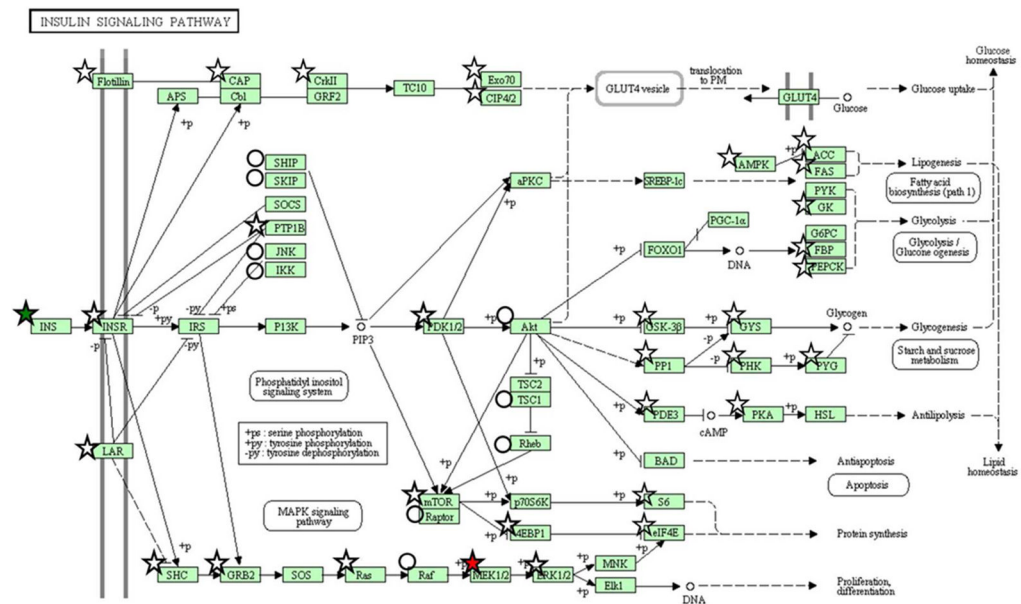 INSULIN SIGNALING PATHWAY
Glucose
homeostasis
Flotillin
CAP
Cbl
APS
CrkII
GRF2
TC10
Exo70
CIP4/2
GLUT4 vesicle
translocation
to PM
GLUT4
Glucose
Glucose uptake
+p
+p
SHIP
SKIP
SOCS
PTP1B
JNK
IKK
aPKC
+p
SREBP-1c
AMPK
+p
ACC
FAS
Lipogenesis
Fatty acid
biosynthesis (path 1)
PYK
GK
Glycolysis
PGC-1α
FOXO1
+p
DNA
G6PC
FBP
PEPCK
Glycolysis /
Glucone ogenesis
INS
INSR
-p
-p
+py
-py
+ps
-py
IRS
P13K
PIP3
+p
PDK1/2
+p
Akt
+p
GSK-3β
+p
GYS
Glycogen
Glycogenesis
Starch and sucrose
metabolism
PP1
-p
-p
PHK
+p
PYG
Phosphatidyl inositol
signaling system
+p
TSC2
TSC1
+p
PDE3
cAMP
PKA
+p
HSL
Antilipolysis
+ps : serine phosphorylation
+py : tyrosine phosphorylation
-py : tyrosine dephosphorylation
LAR
Rheb
+p
+p
BAD
Antiapoptosis
Apoptosis
Lipid
homeostasis
MAPK signaling
pathway
mTOR
Raptor
+p
p70S6K
+p
S6
+p
4EBP1
+p
eIF4E
Protein synthesis
+p
SHC
GRB2
SOS
Ras
Raf
+p
MEK1/2
+p
ERK1/2
+p
MNK
+p
+p
Elk1
DNA
Proliferation,
differentiation